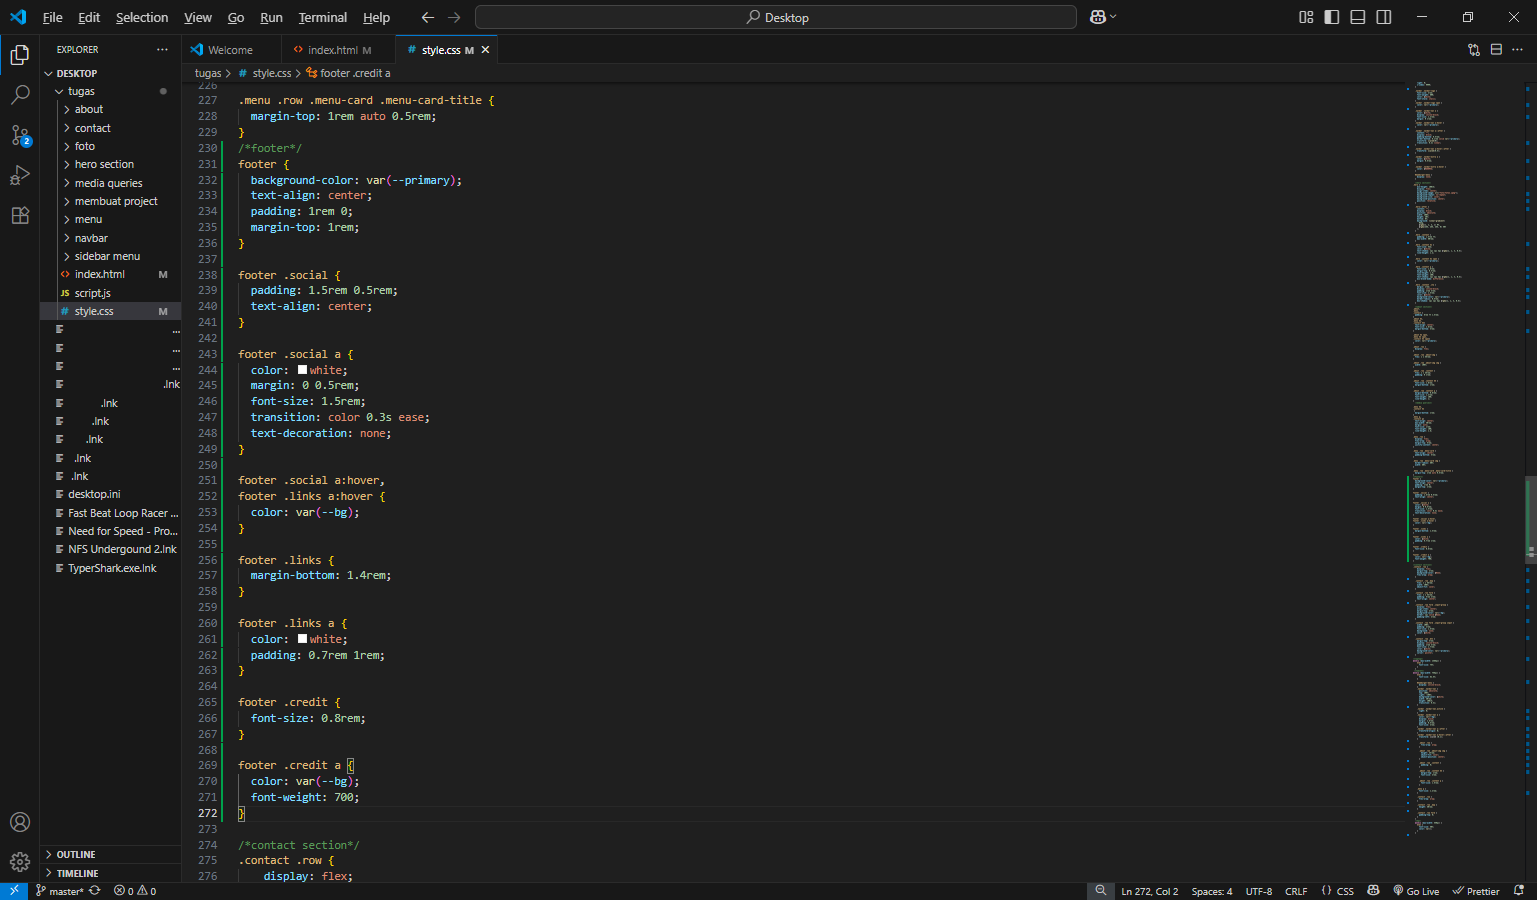 File Edit Selection View Go Run Terminal Help
Desktop
EXPLORER
Welcome
index.html M
# style.css M
DESKTOP
tugas > # style.css > footer .credit a
tugas
about
contact
foto
hero section
media queries
membuat project
menu
navbar
sidebar menu
index.html M
JS script.js
# style.css M
...
...
...
.lnk
.lnk
.lnk
.lnk
.lnk
.lnk
desktop.ini
Fast Beat Loop Racer ...
Need for Speed - Pro...
NFS Undergound 2.lnk
TyperShark.exe.lnk
OUTLINE
TIMELINE
226
227 .menu .row .menu-card .menu-card-title {
228 margin-top: 1rem auto 0.5rem;
229 }
230 /*footer*/
231 footer {
232 background-color: var(--primary);
233 text-align: center;
234 padding: 1rem 0;
235 margin-top: 1rem;
236 }
237
238 footer .social {
239 padding: 1.5rem 0.5rem;
240 text-align: center;
241 }
242
243 footer .social a {
244 color: white;
245 margin: 0 0.5rem;
246 font-size: 1.5rem;
247 transition: color 0.3s ease;
248 text-decoration: none;
249 }
250
251 footer .social a:hover,
252 footer .links a:hover {
253 color: var(--bg);
254 }
255
256 footer .links {
257 margin-bottom: 1.4rem;
258 }
259
260 footer .links a {
261 color: white;
262 padding: 0.7rem 1rem;
263 }
264
265 footer .credit {
266 font-size: 0.8rem;
267 }
268
269 footer .credit a {
270 color: var(--bg);
271 font-weight: 700;
272 }
273
274 /*contact section*/
275 .contact .row {
276 display: flex;
2
master* 0 0
Ln 272, Col 2 Spaces: 4 UTF-8 CRLF {} CSS Go Live Prettier